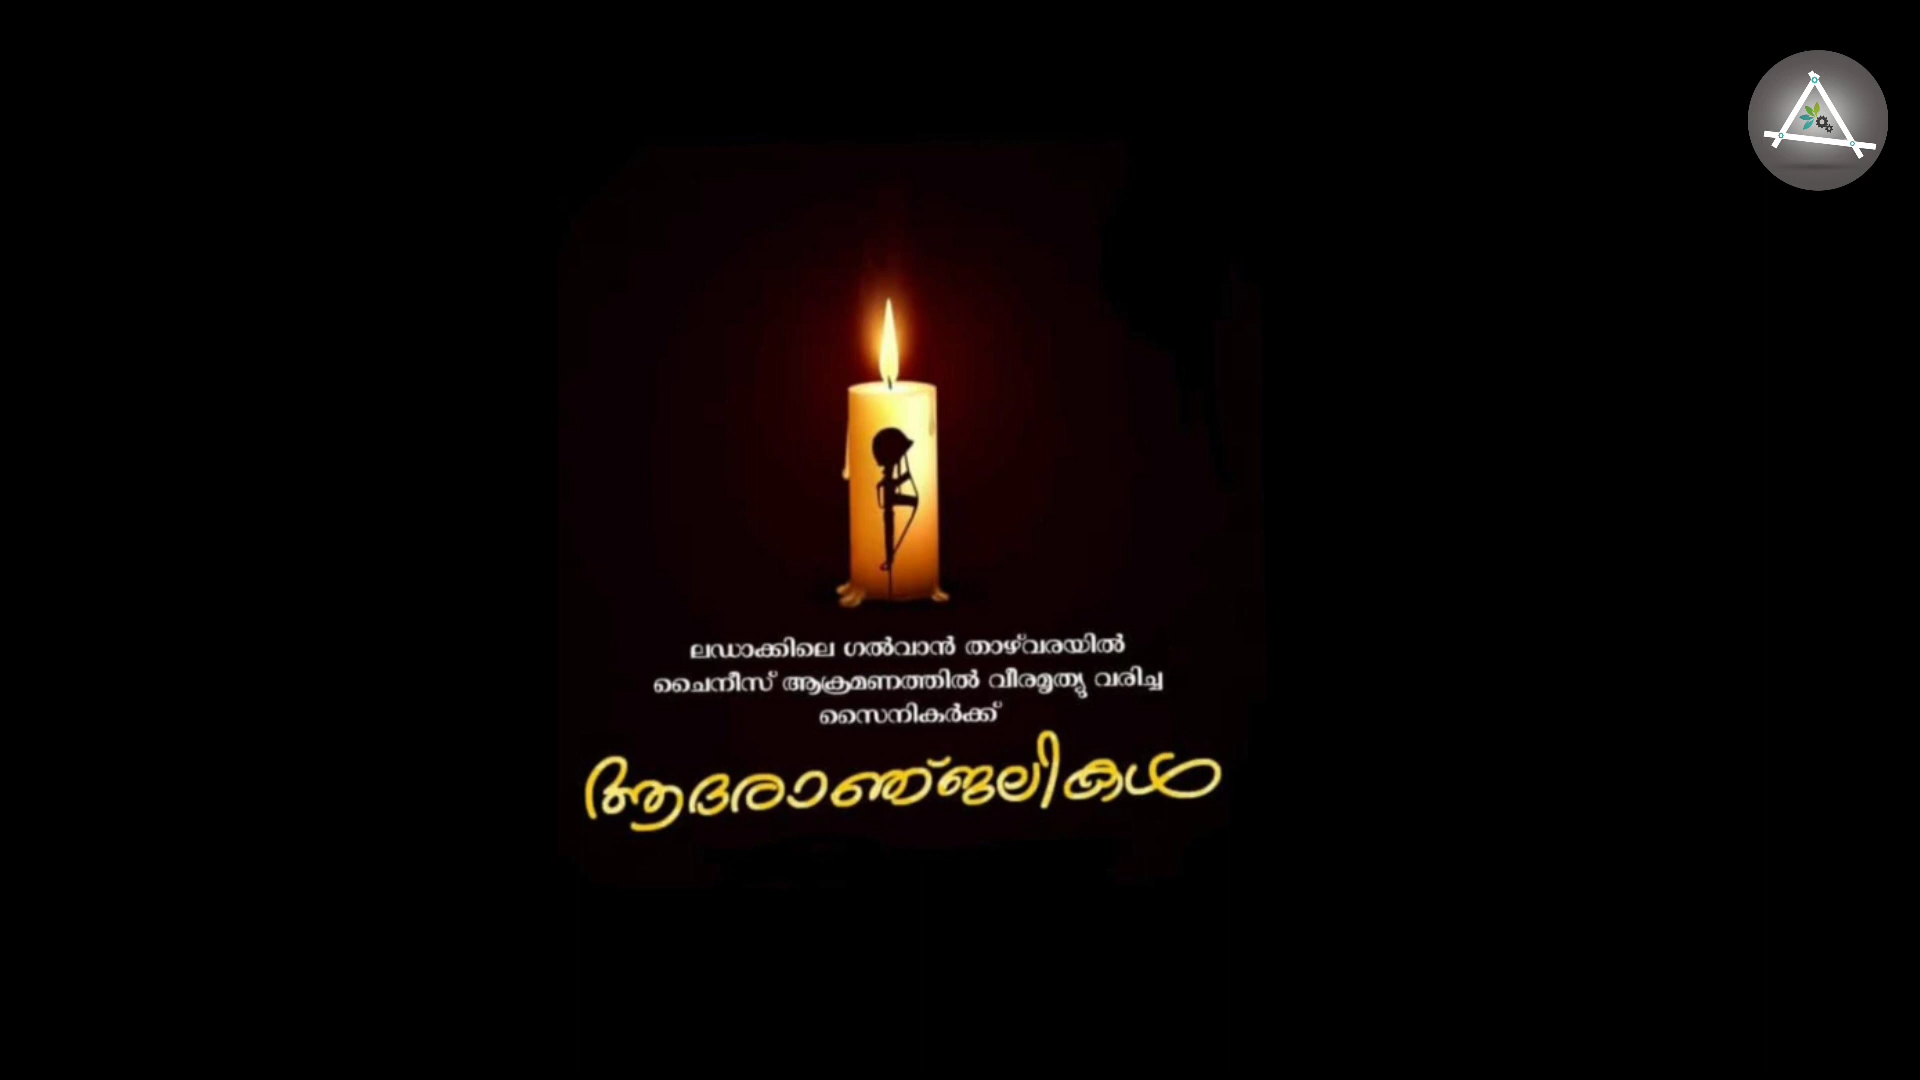 ലഡാക്കിലെ ഗൽവാൻ താഴ്‌വരയിൽ
ചൈനീസ് ആക്രമണത്തിൽ വീരമൃത്യു വരിച്ച
സൈനികർക്ക്
ആദരാഞ്ജലികൾ